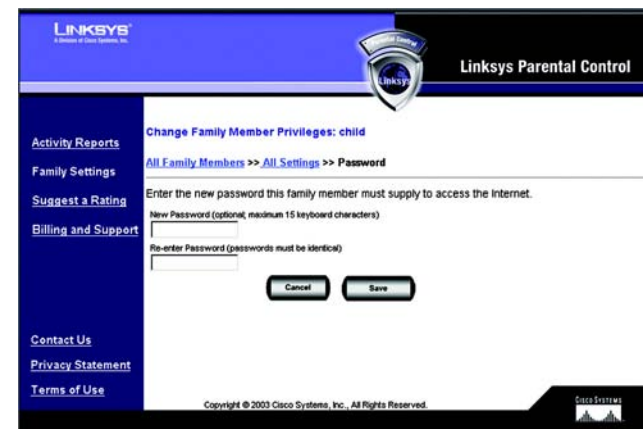 LINKSYS®
A Division of Cisco Systems, Inc.
Parental Control
Linksys
Linksys Parental Control
Activity Reports
Family Settings
Suggest a Rating
Billing and Support
Contact Us
Privacy Statement
Terms of Use
Change Family Member Privileges: child
All Family Members >> All Settings >> Password
Enter the new password this family member must supply to access the Internet.
New Password (optional; maximum 15 keyboard characters)
Re-enter Password (passwords must be identical)
Cancel
Save
Copyright © 2003 Cisco Systems, Inc., All Rights Reserved.
CISCO SYSTEMS